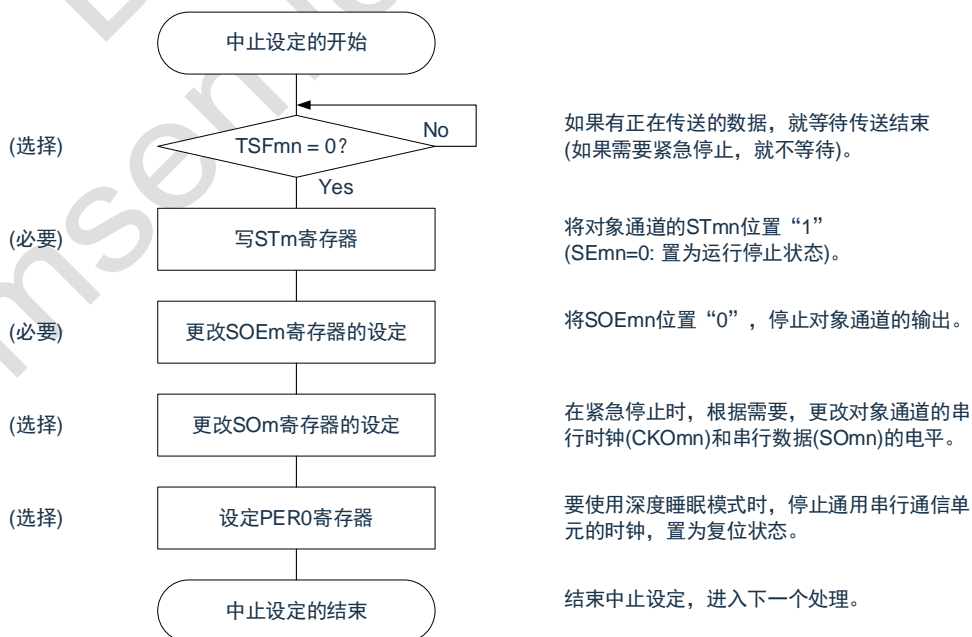 中止设定的开始
(选择)
TSFmn = 0?
No
Yes
如果有正在传送的数据，就等待传送结束
(如果需要紧急停止，就不等待)。
(必要)
写STm寄存器
将对象通道的STmn位置“1”
(SEmn=0: 置为运行停止状态)。
(必要)
更改SOEm寄存器的设定
将SOEmn位置“0”，停止对象通道的输出。
(选择)
更改SOm寄存器的设定
在紧急停止时，根据需要，更改对象通道的串
行时钟(CKOmn)和串行数据(SOmn)的电平。
(选择)
设定PER0寄存器
要使用深度睡眠模式时，停止通用串行通信单
元的时钟，置为复位状态。
中止设定的结束
结束中止设定，进入下一个处理。